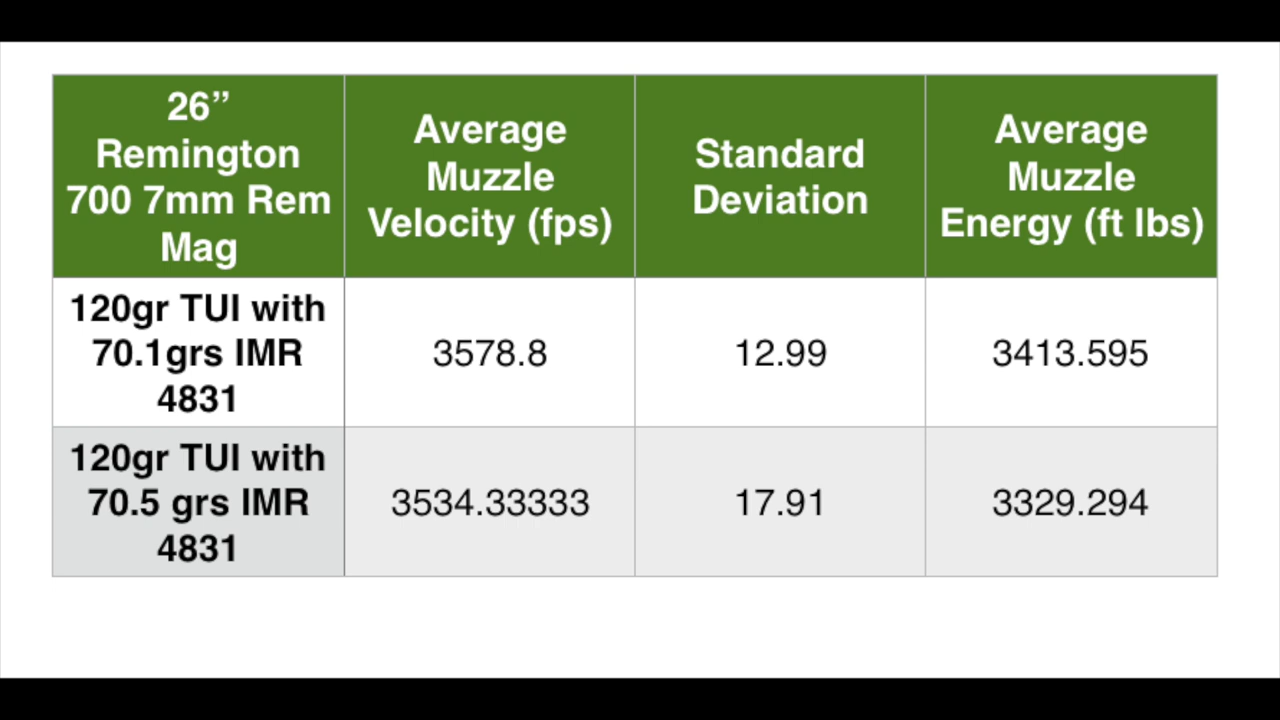 26”
Remington
700 7mm Rem
Mag
Average
Muzzle
Velocity (fps)
Standard
Deviation
Average
Muzzle
Energy (ft lbs)
120gr TUI with
70.1grs IMR
4831
3578.8
12.99
3413.595
120gr TUI with
70.5 grs IMR
4831
3534.33333
17.91
3329.294